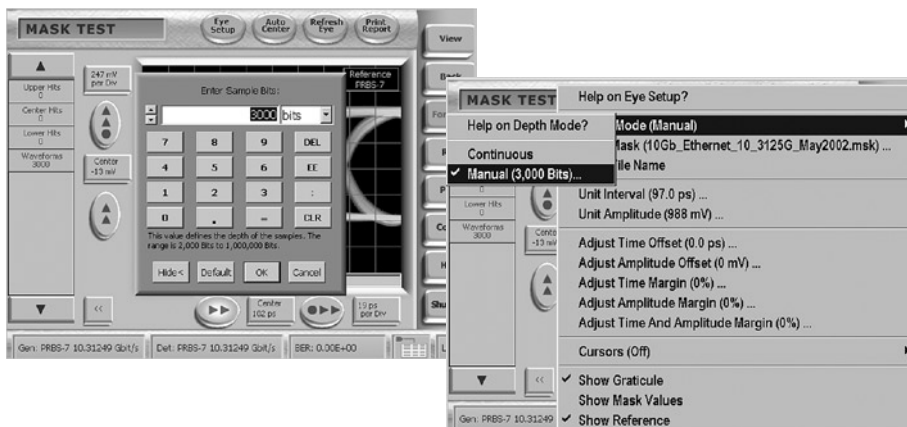 MASK TEST
Eye Setup
Auto Center
Refresh Eye
Print Report
View
Upper Hits
0
Center Hits
0
Lower Hits
0
Waveforms
3000
247 mV
per Div
Center
-13 mV
Reference
PRBS-7
Enter Sample Bits:
3000 bits
7 8 9 DEL
4 5 6 EE
1 2 3 :
0 . - CLR
This value defines the depth of the samples. The
range is 2,000 Bits to 1,000,000 Bits.
Hide< Default OK Cancel
<<
Center
102 ps
19 ps
per Div
Gen: PRBS-7 10.31249 Gbit/s
Det: PRBS-7 10.31249 Gbit/s
BER: 0.00E+00
MASK TEST
Help on Eye Setup?
Help on Depth Mode?
Mode (Manual)
Continuous
Mask (10Gb_Ethernet_10_3125G_May2002.msk) ...
Manual (3,000 Bits)...
File Name
0
Lower Hits
0
Waveforms
3000
-13 mV
Unit Interval (97.0 ps) ...
Unit Amplitude (988 mV) ...
Adjust Time Offset (0.0 ps) ...
Adjust Amplitude Offset (0 mV) ...
Adjust Time Margin (0%) ...
Adjust Amplitude Margin (0%) ...
Adjust Time And Amplitude Margin (0%) ...
Cursors (Off)
<<
Show Graticule
Show Mask Values
Show Reference
Gen: PRBS-7 10.31249